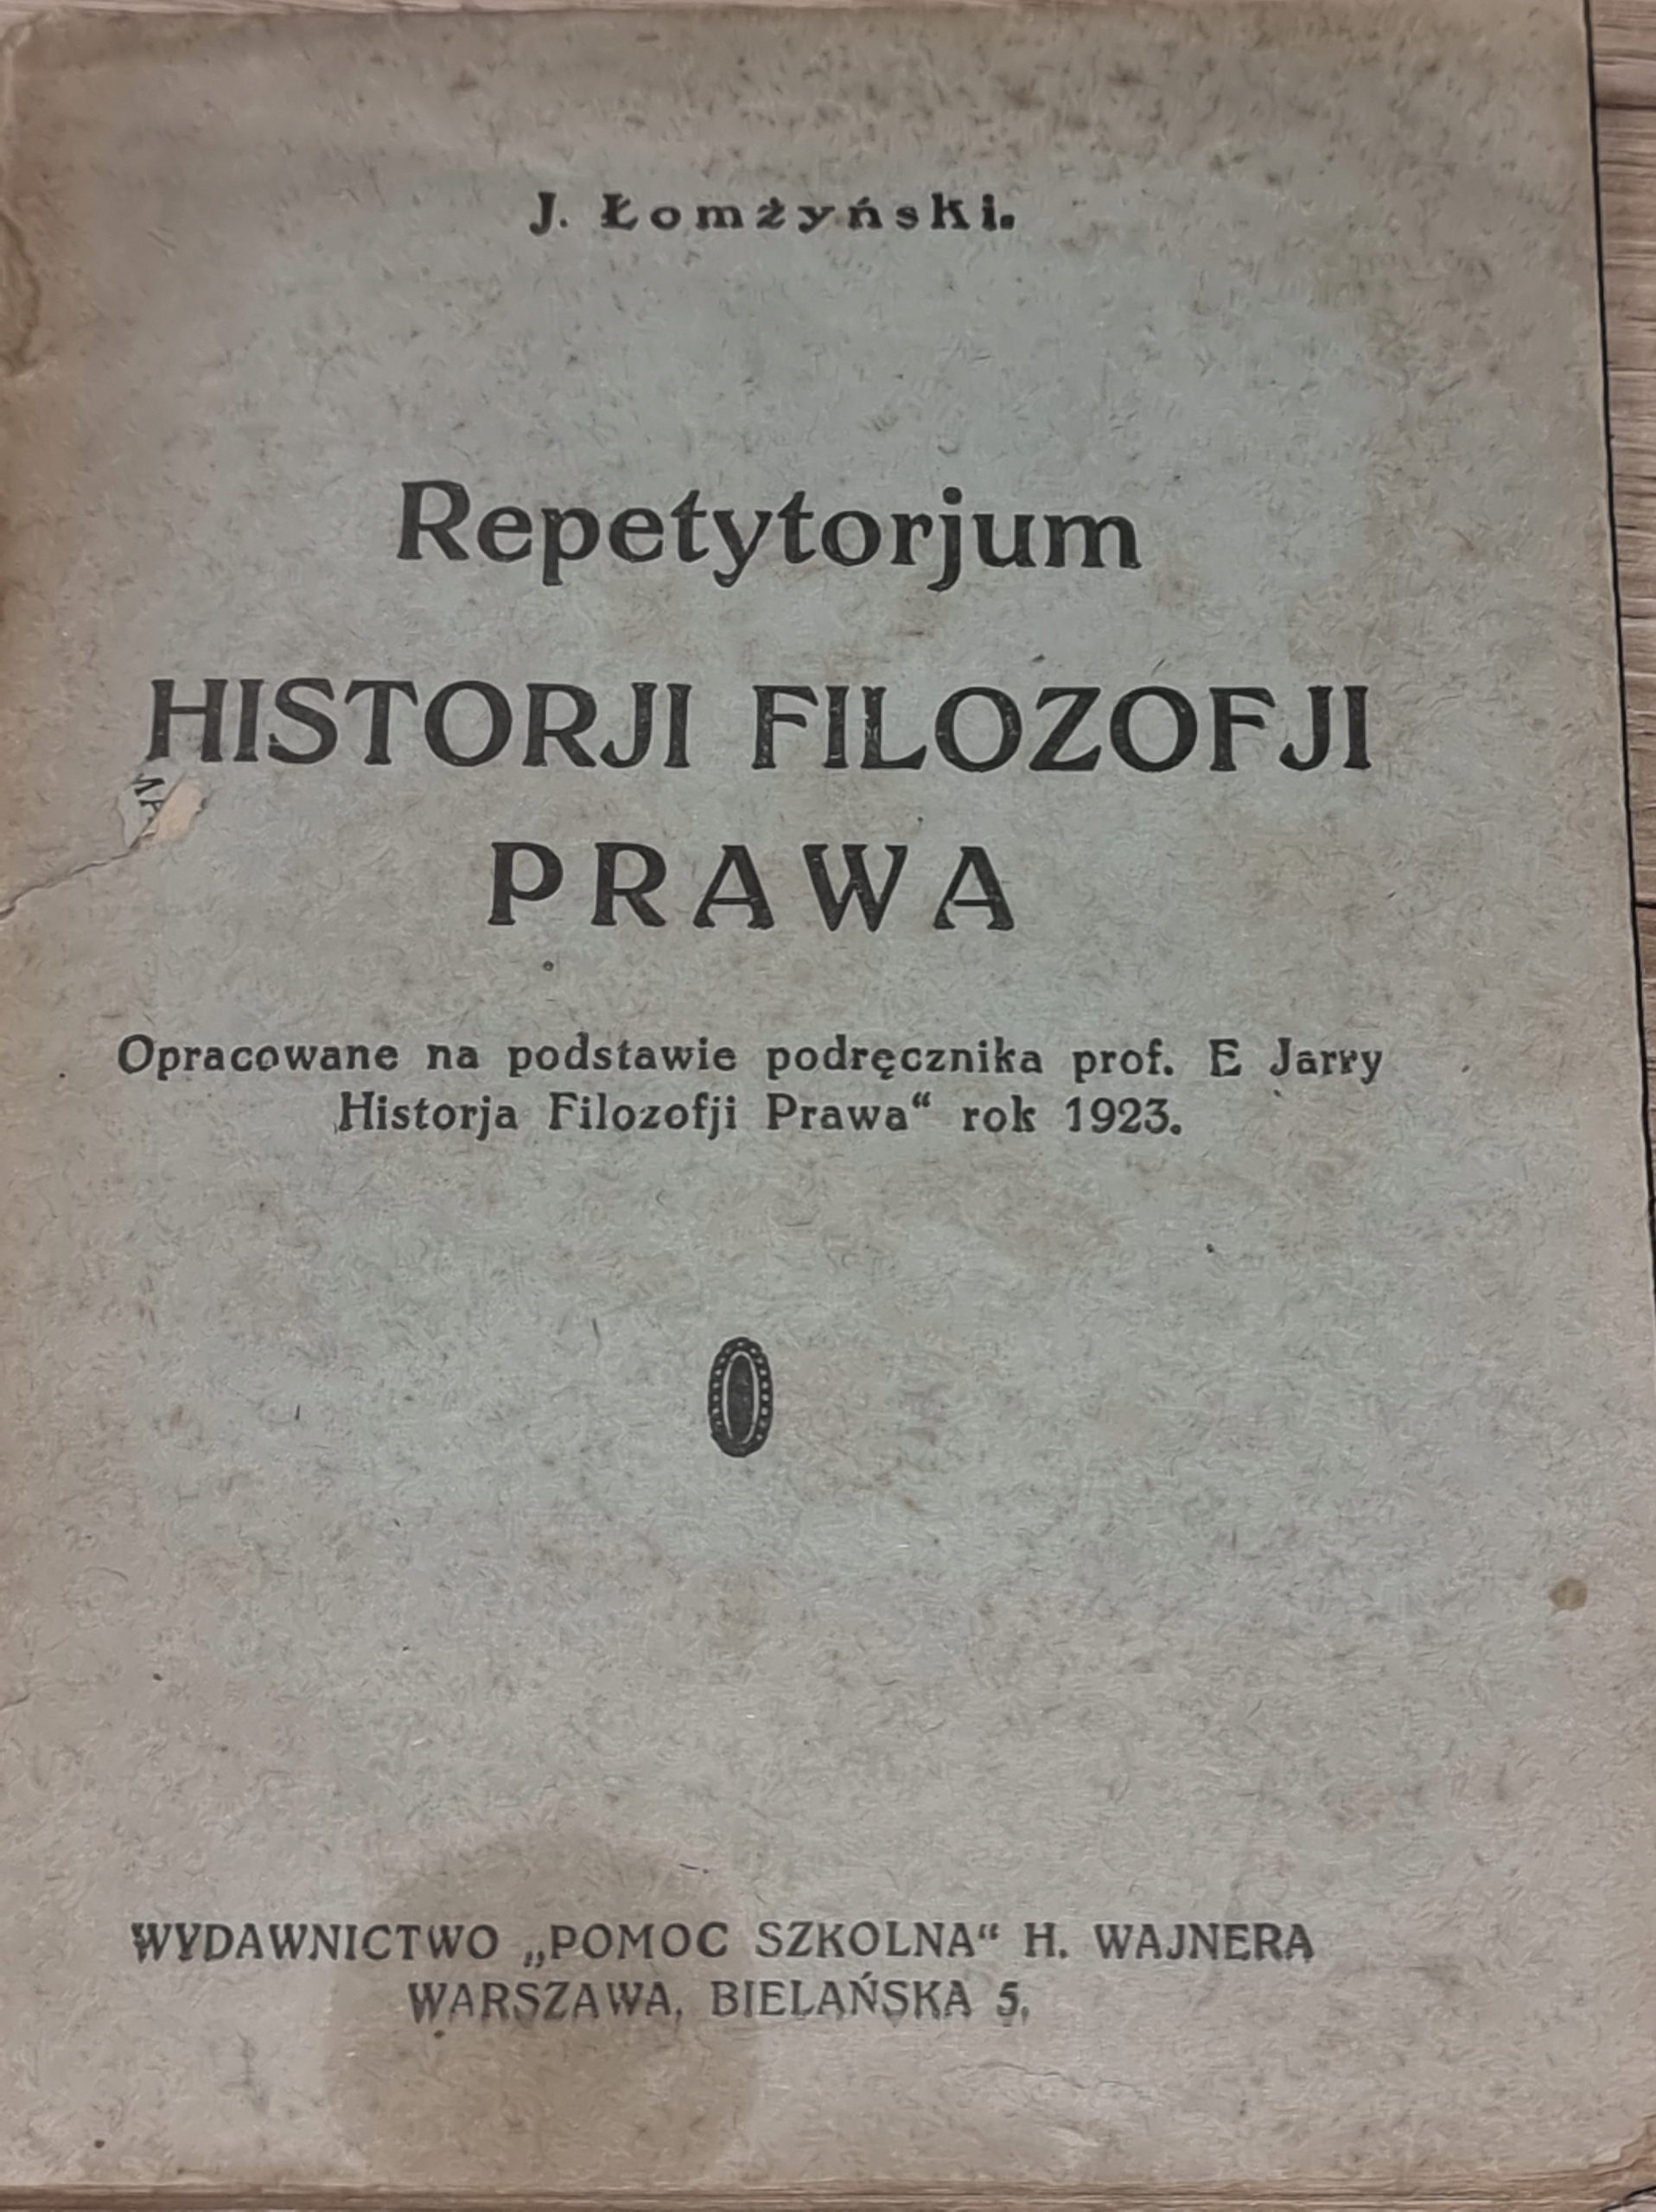 J. Łomżyński.
Repetytorjum
HISTORJI FILOZOFJI
PRAWA
Opracowane na podstawie podręcznika prof. E Jarry
Historja Filozofji Prawa“ rok 1923.
WYDAWNICTWO „POMOC SZKOLNA“ H. WAJNERA
WARSZAWA, BIELAŃSKA 5.